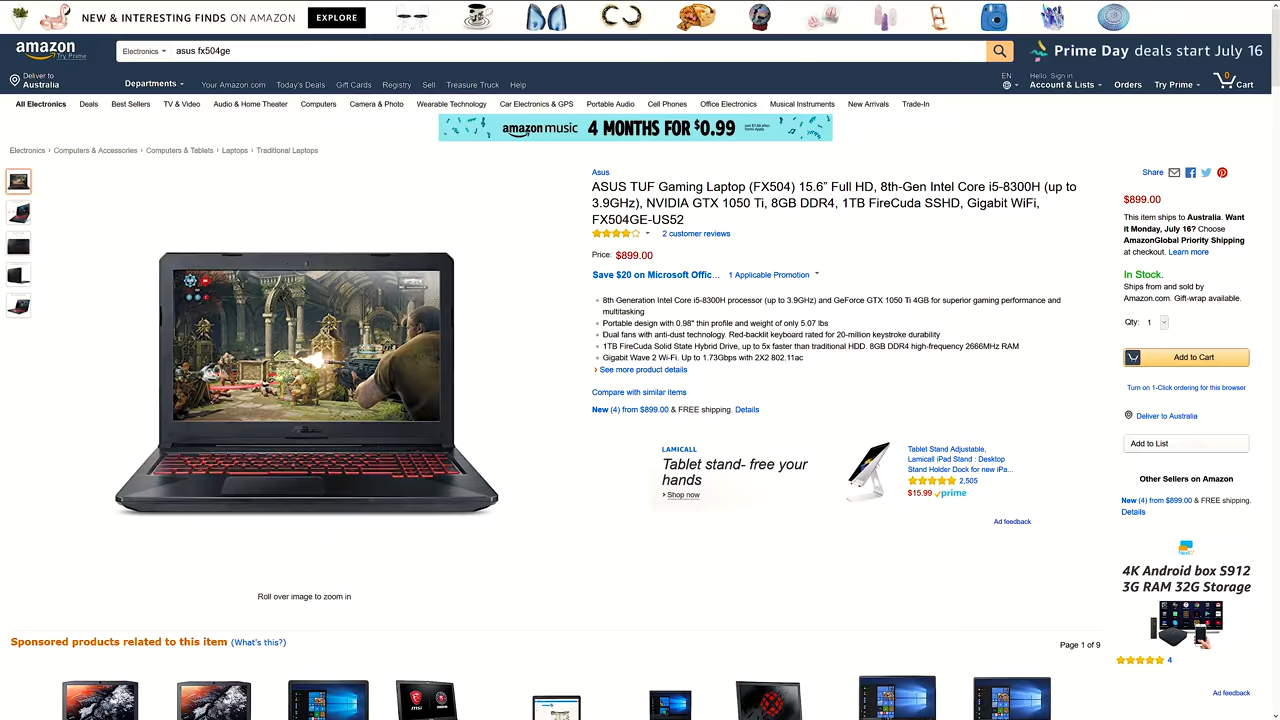 NEW & INTERESTING FINDS ON AMAZON EXPLORE
amazon Try Prime
Electronics asus fx504ge
Prime Day deals start July 16
Deliver to
Australia
Departments Your Amazon.com Today's Deals Gift Cards Registry Sell Treasure Truck Help
EN Hello. Sign in
Account & Lists Orders Try Prime 0 Cart
All Electronics Deals Best Sellers TV & Video Audio & Home Theater Computers Camera & Photo Wearable Technology Car Electronics & GPS Portable Audio Cell Phones Office Electronics Musical Instruments New Arrivals Trade-In
amazon music 4 MONTHS FOR $0.99
Electronics › Computers & Accessories › Computers & Tablets › Laptops › Traditional Laptops
Asus
ASUS TUF Gaming Laptop (FX504) 15.6" Full HD, 8th-Gen Intel Core i5-8300H (up to
3.9GHz), NVIDIA GTX 1050 Ti, 8GB DDR4, 1TB FireCuda SSHD, Gigabit WiFi,
FX504GE-US52
2 customer reviews
Price: $899.00
Save $20 on Microsoft Offic... 1 Applicable Promotion
8th Generation Intel Core i5-8300H processor (up to 3.9GHz) and GeForce GTX 1050 Ti 4GB for superior gaming performance and
multitasking
Portable design with 0.98" thin profile and weight of only 5.07 lbs
Dual fans with anti-dust technology. Red-backlit keyboard rated for 20-million keystroke durability
1TB FireCuda Solid State Hybrid Drive, up to 5x faster than traditional HDD. 8GB DDR4 high-frequency 2666MHz RAM
Gigabit Wave 2 Wi-Fi. Up to 1.73Gbps with 2X2 802.11ac
› See more product details
Compare with similar items
New (4) from $899.00 & FREE shipping. Details
LAMICALL
Tablet stand- free your
hands
› Shop now
Tablet Stand Adjustable,
Lamicall iPad Stand : Desktop
Stand Holder Dock for new iPa...
2,505
$15.99 prime
Ad feedback
Roll over image to zoom in
Share
$899.00
This item ships to Australia. Want
it Monday, July 16? Choose
AmazonGlobal Priority Shipping
at checkout. Learn more
In Stock.
Ships from and sold by
Amazon.com. Gift-wrap available.
Qty: 1
Add to Cart
Turn on 1-Click ordering for this browser
Deliver to Australia
Add to List
Other Sellers on Amazon
New (4) from $899.00 & FREE shipping.
Details
4K Android box S912
3G RAM 32G Storage
4
Ad feedback
Sponsored products related to this item (What's this?)
Page 1 of 9
msi